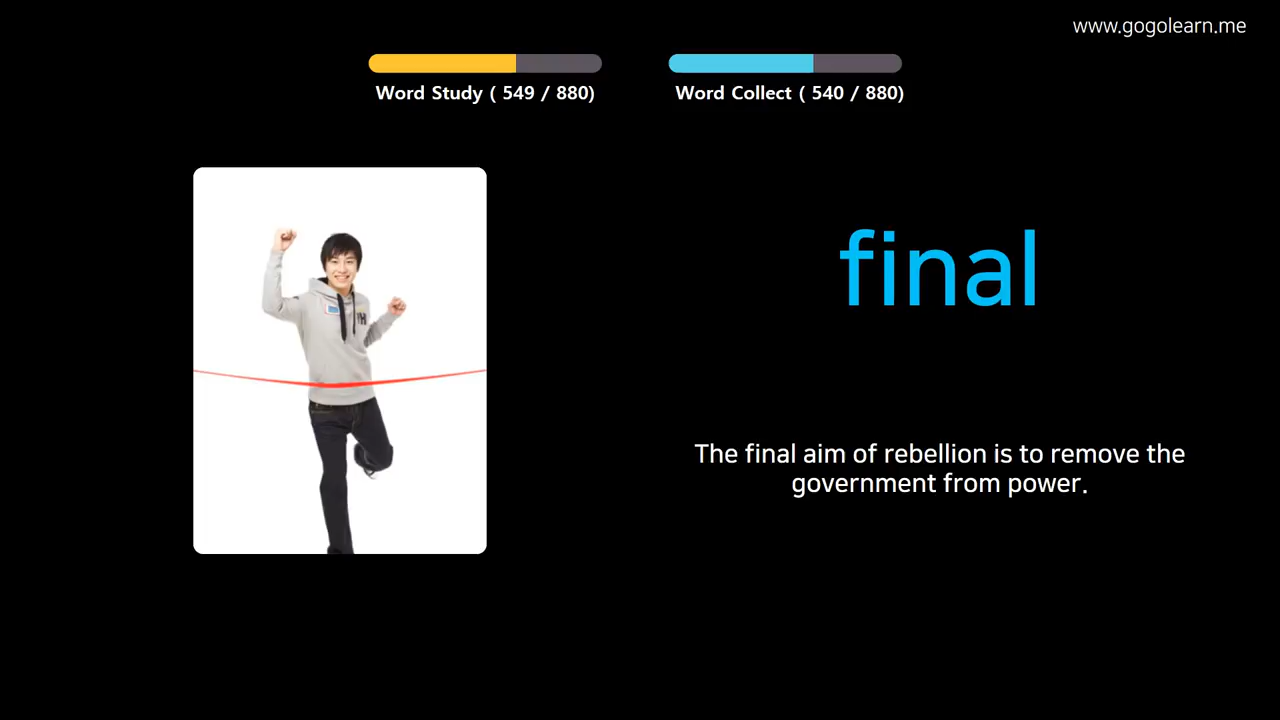 www.gogolearn.me
Word Study ( 549 / 880)
Word Collect ( 540 / 880)
final
The final aim of rebellion is to remove the
government from power.